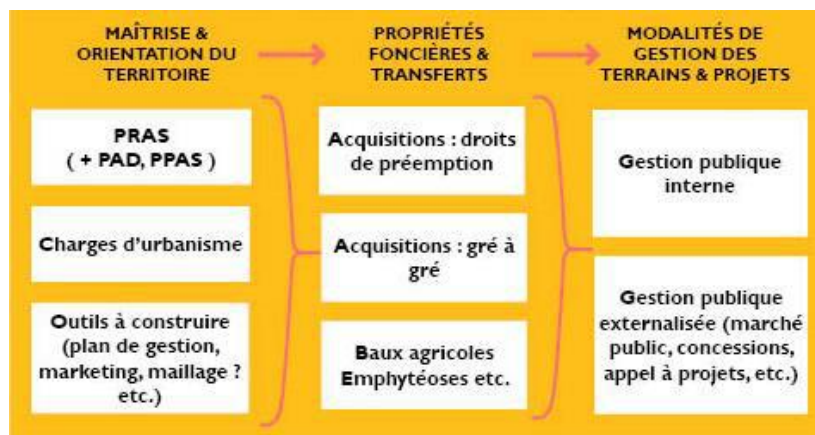 MAÎTRISE &
ORIENTATION DU
TERRITOIRE
PRAS
( + PAD, PPAS )
Charges d'urbanisme
Outils à construire
(plan de gestion,
marketing, maillage ?
etc.)
PROPRIÉTÉS
FONCIÈRES &
TRANSFERTS
Acquisitions : droits
de préemption
Acquisitions : gré à
gré
Baux agricoles
Emphytéoses etc.
MODALITÉS DE
GESTION DES
TERRAINS & PROJETS
Gestion publique
interne
Gestion publique
externalisée (marché
public, concessions,
appel à projets, etc.)